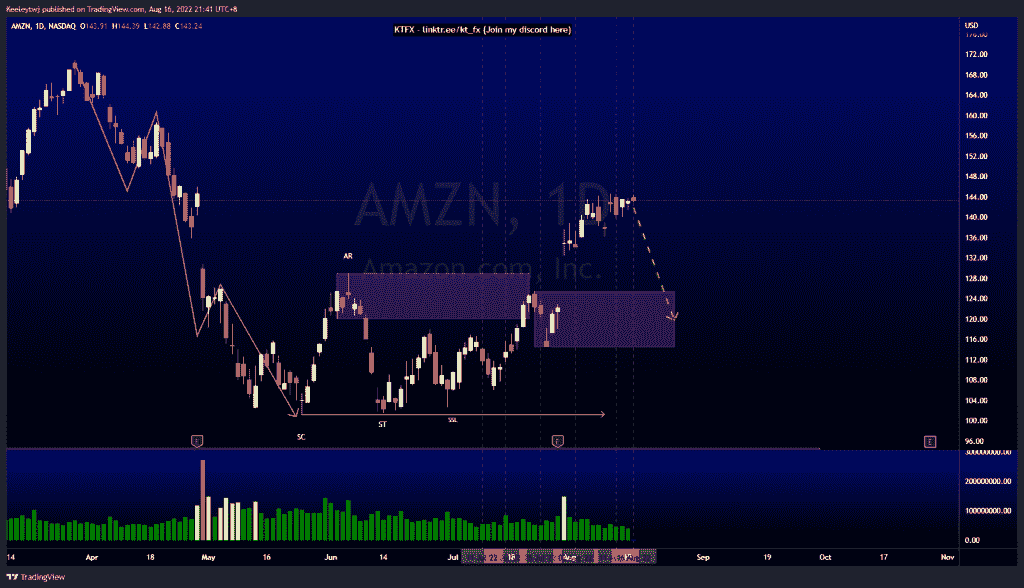 Keeleytwj published on TradingView.com, Aug 16, 2022 21:41 UTC+8
AMZN, 1D, NASDAQ O143.91 H144.39 L142.88 C143.24
KTFX - linktr.ee/kt_fx (Join my discord here)
USD
176.00
172.00
168.00
164.00
160.00
156.00
152.00
148.00
144.00
140.00
136.00
132.00
128.00
124.00
120.00
116.00
112.00
108.00
104.00
100.00
96.00
AMZN, 1D
Amazon.com, Inc.
AR
SC
ST
SSL
E
E
E
300000000.00
200000000.00
100000000.00
0.00
14
Apr
18
May
16
Jun
14
Jul
22
18
Aug
15
Sep
19
Oct
17
Nov
TradingView